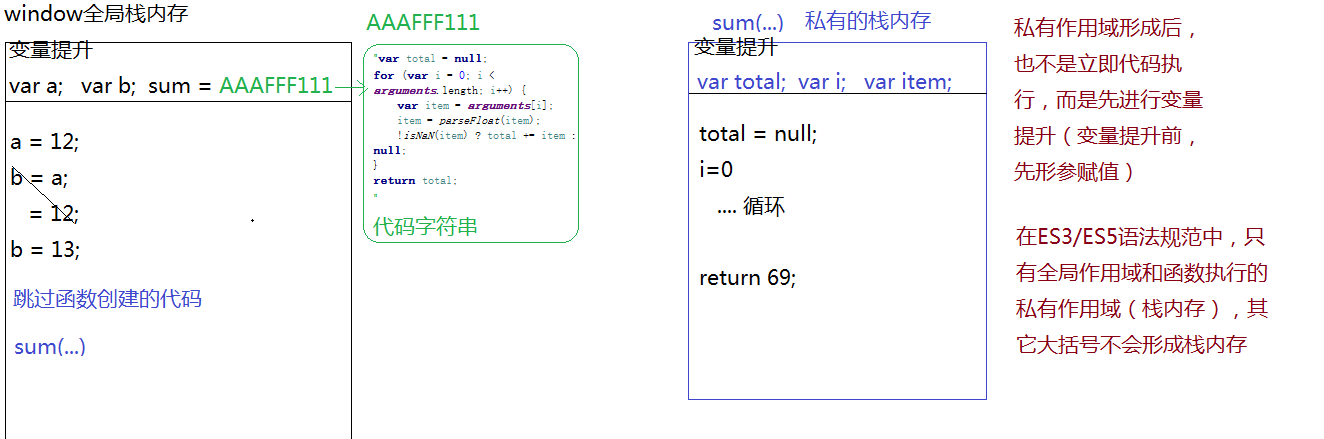 window全局栈内存
变量提升
var a; var b; sum = AAAFFF111
a = 12;
b = a;
= 12;
b = 13;
跳过函数创建的代码
sum(...)
AAAFFF111
"var total = null;
for (var i = 0; i <
arguments.length; i++) {
var item = arguments[i];
item = parseFloat(item);
!isNaN(item) ? total += item :
null;
}
return total;
"
代码字符串
sum(...) 私有的栈内存
变量提升
var total; var i; var item;
total = null;
i=0
.... 循环
return 69;
私有作用域形成后，
也不是立即代码执
行，而是先进行变量
提升（变量提升前，
先形参赋值）
在ES3/ES5语法规范中，只
有全局作用域和函数执行的
私有作用域（栈内存），其
它大括号不会形成栈内存